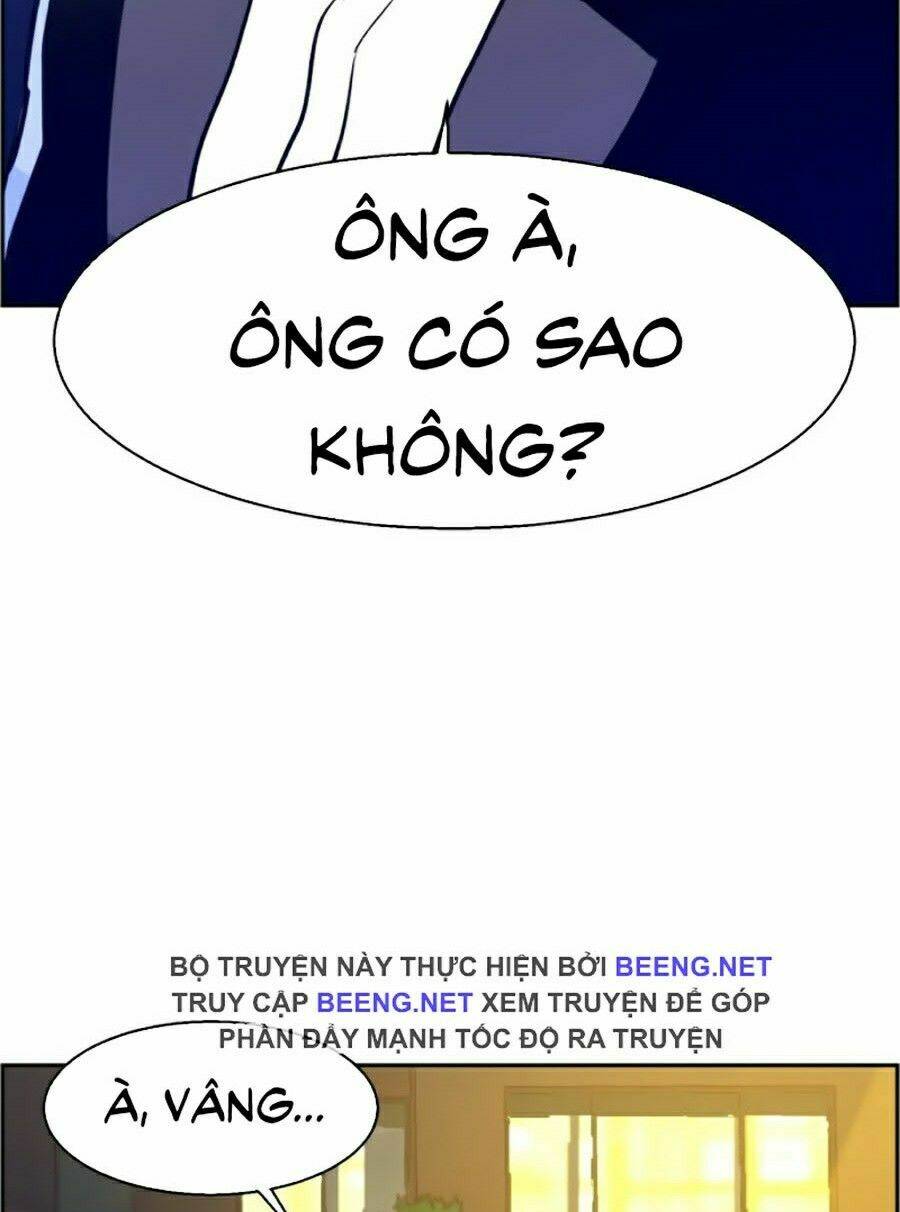 ÔNG À,
ÔNG CÓ SAO
KHÔNG?
BỘ TRUYỆN NÀY THỰC HIỆN BỞI BEENG.NET
TRUY CẬP BEENG.NET XEM TRUYỆN ĐỂ GÓP
PHẦN ĐẨY MẠNH TỐC ĐỘ RA TRUYỆN
À, VÂNG...